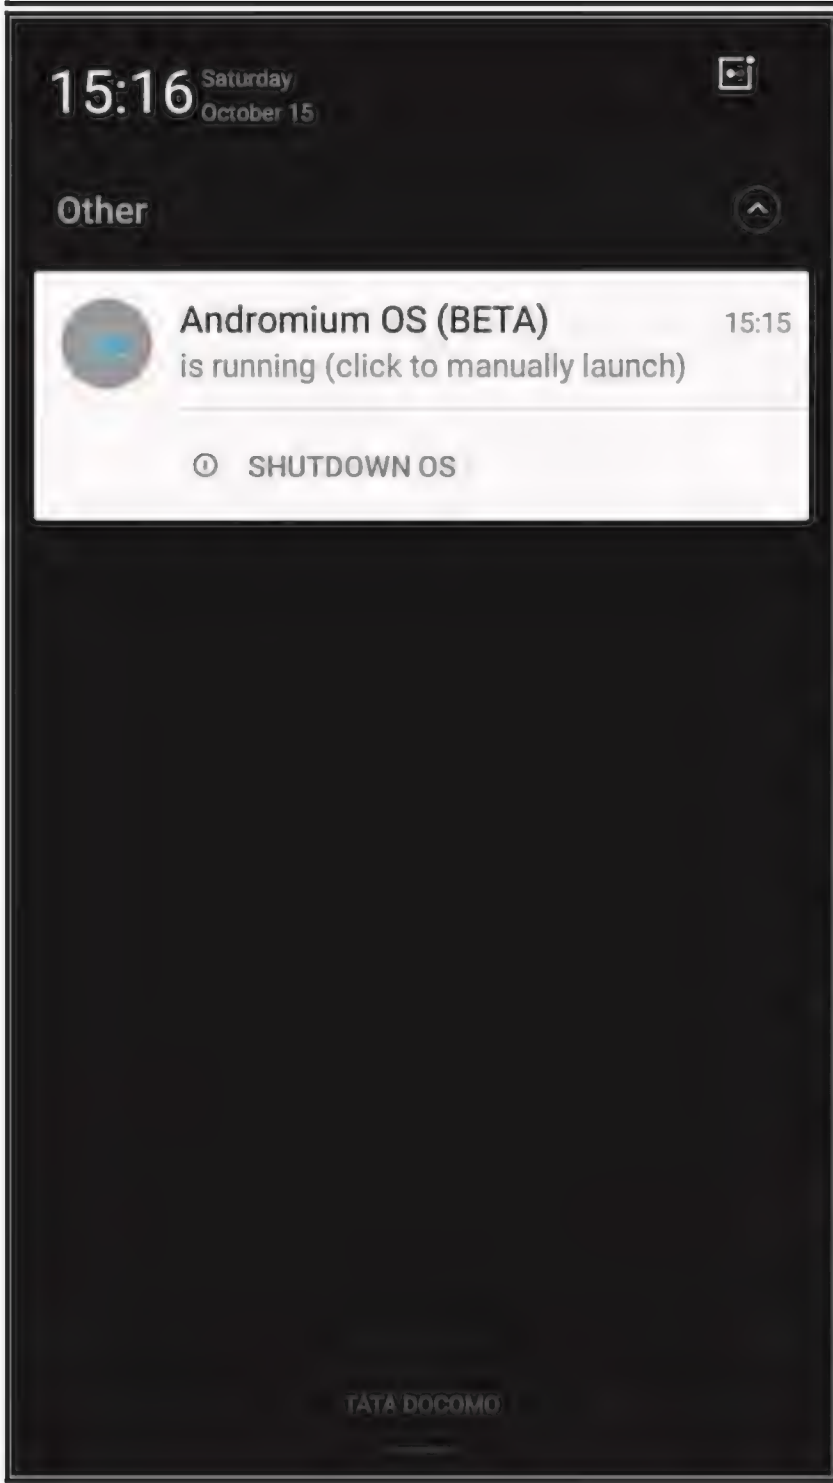 15:16
Saturday
October 15
Other
Andromium OS (BETA)
15:15
is running (click to manually launch)
SHUTDOWN OS
TATA DOCOMO